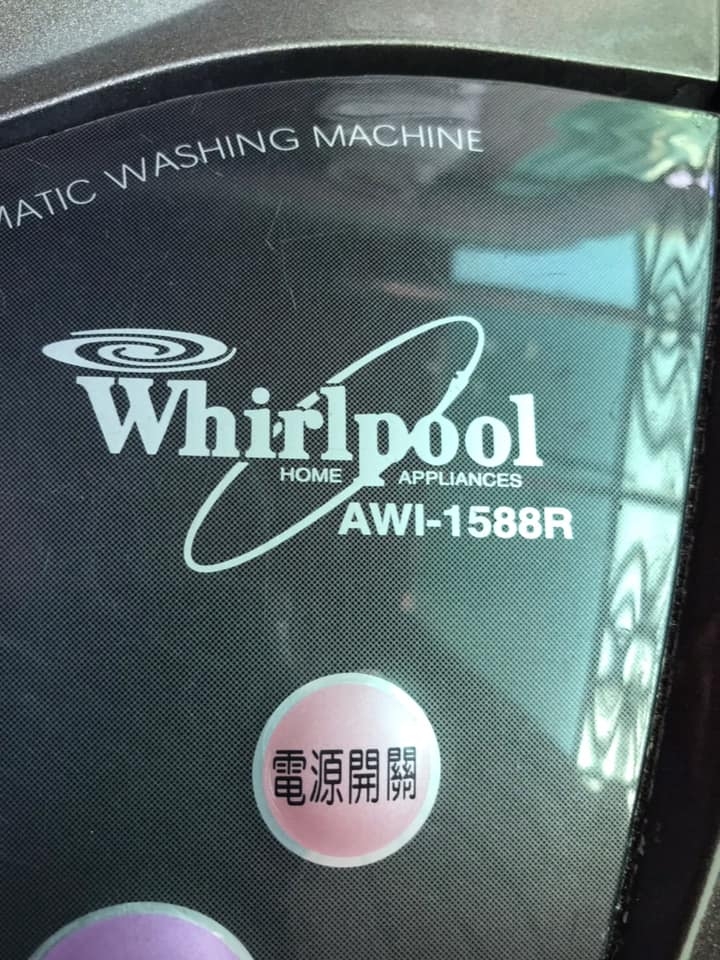 MATIC WASHING MACHINE
Whirlpool
HOME APPLIANCES
AWI-1588R
電源開關